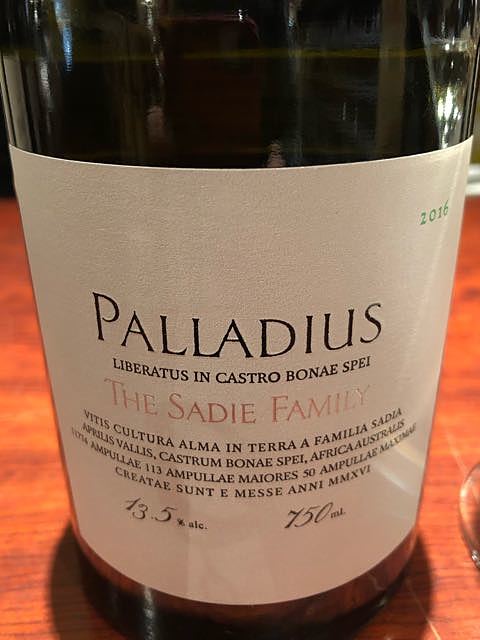 2016
PALLADIUS
LIBERATUS IN CASTRO BONAE SPEI
THE SADIE FAMILY
VITIS CULTURA ALMA IN TERRA A FAMILIA SADIA
APRILIS VALLIS, CASTRUM BONAE SPEI, AFRICA AUSTRALIS
AMPULLAE 113 AMPULLAE MAIORES 50 AMPULLAE MAXIMAE
CREATAE SUNT E MESSE ANNI MMXVI
13.5 % alc. 750 ml.